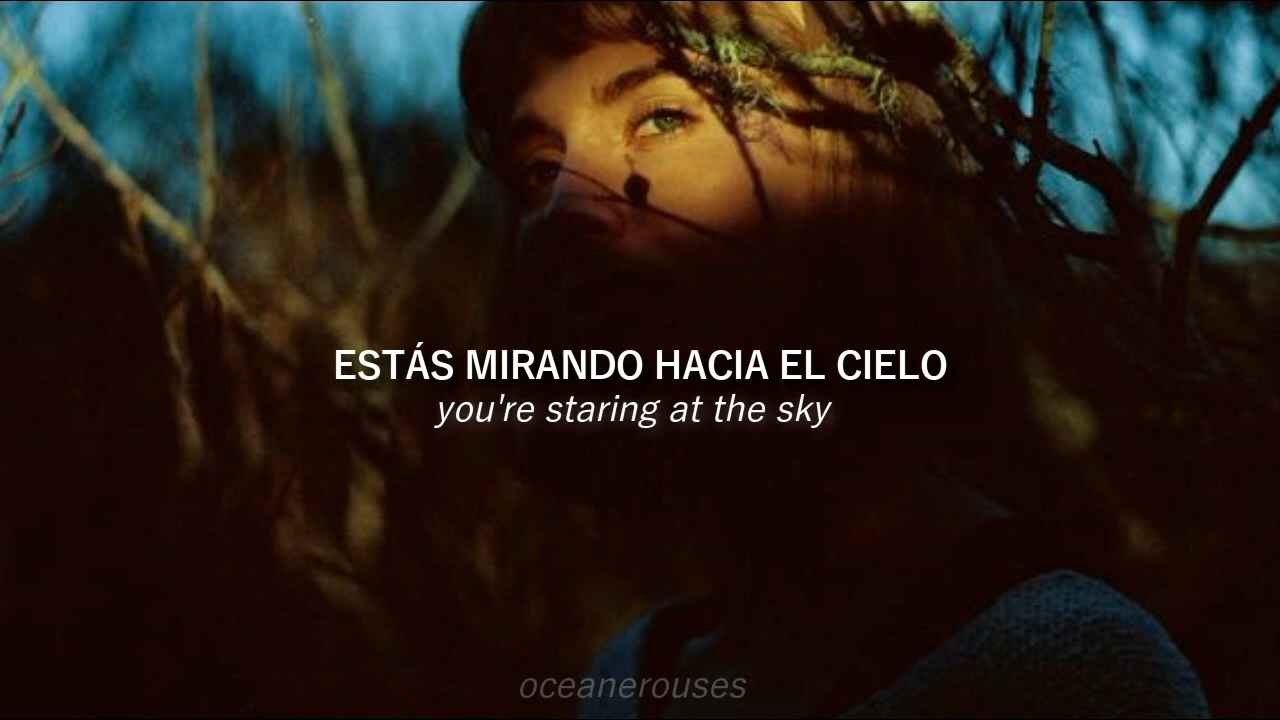 ESTÁS MIRANDO HACIA EL CIELO
you're staring at the sky
oceanerouses